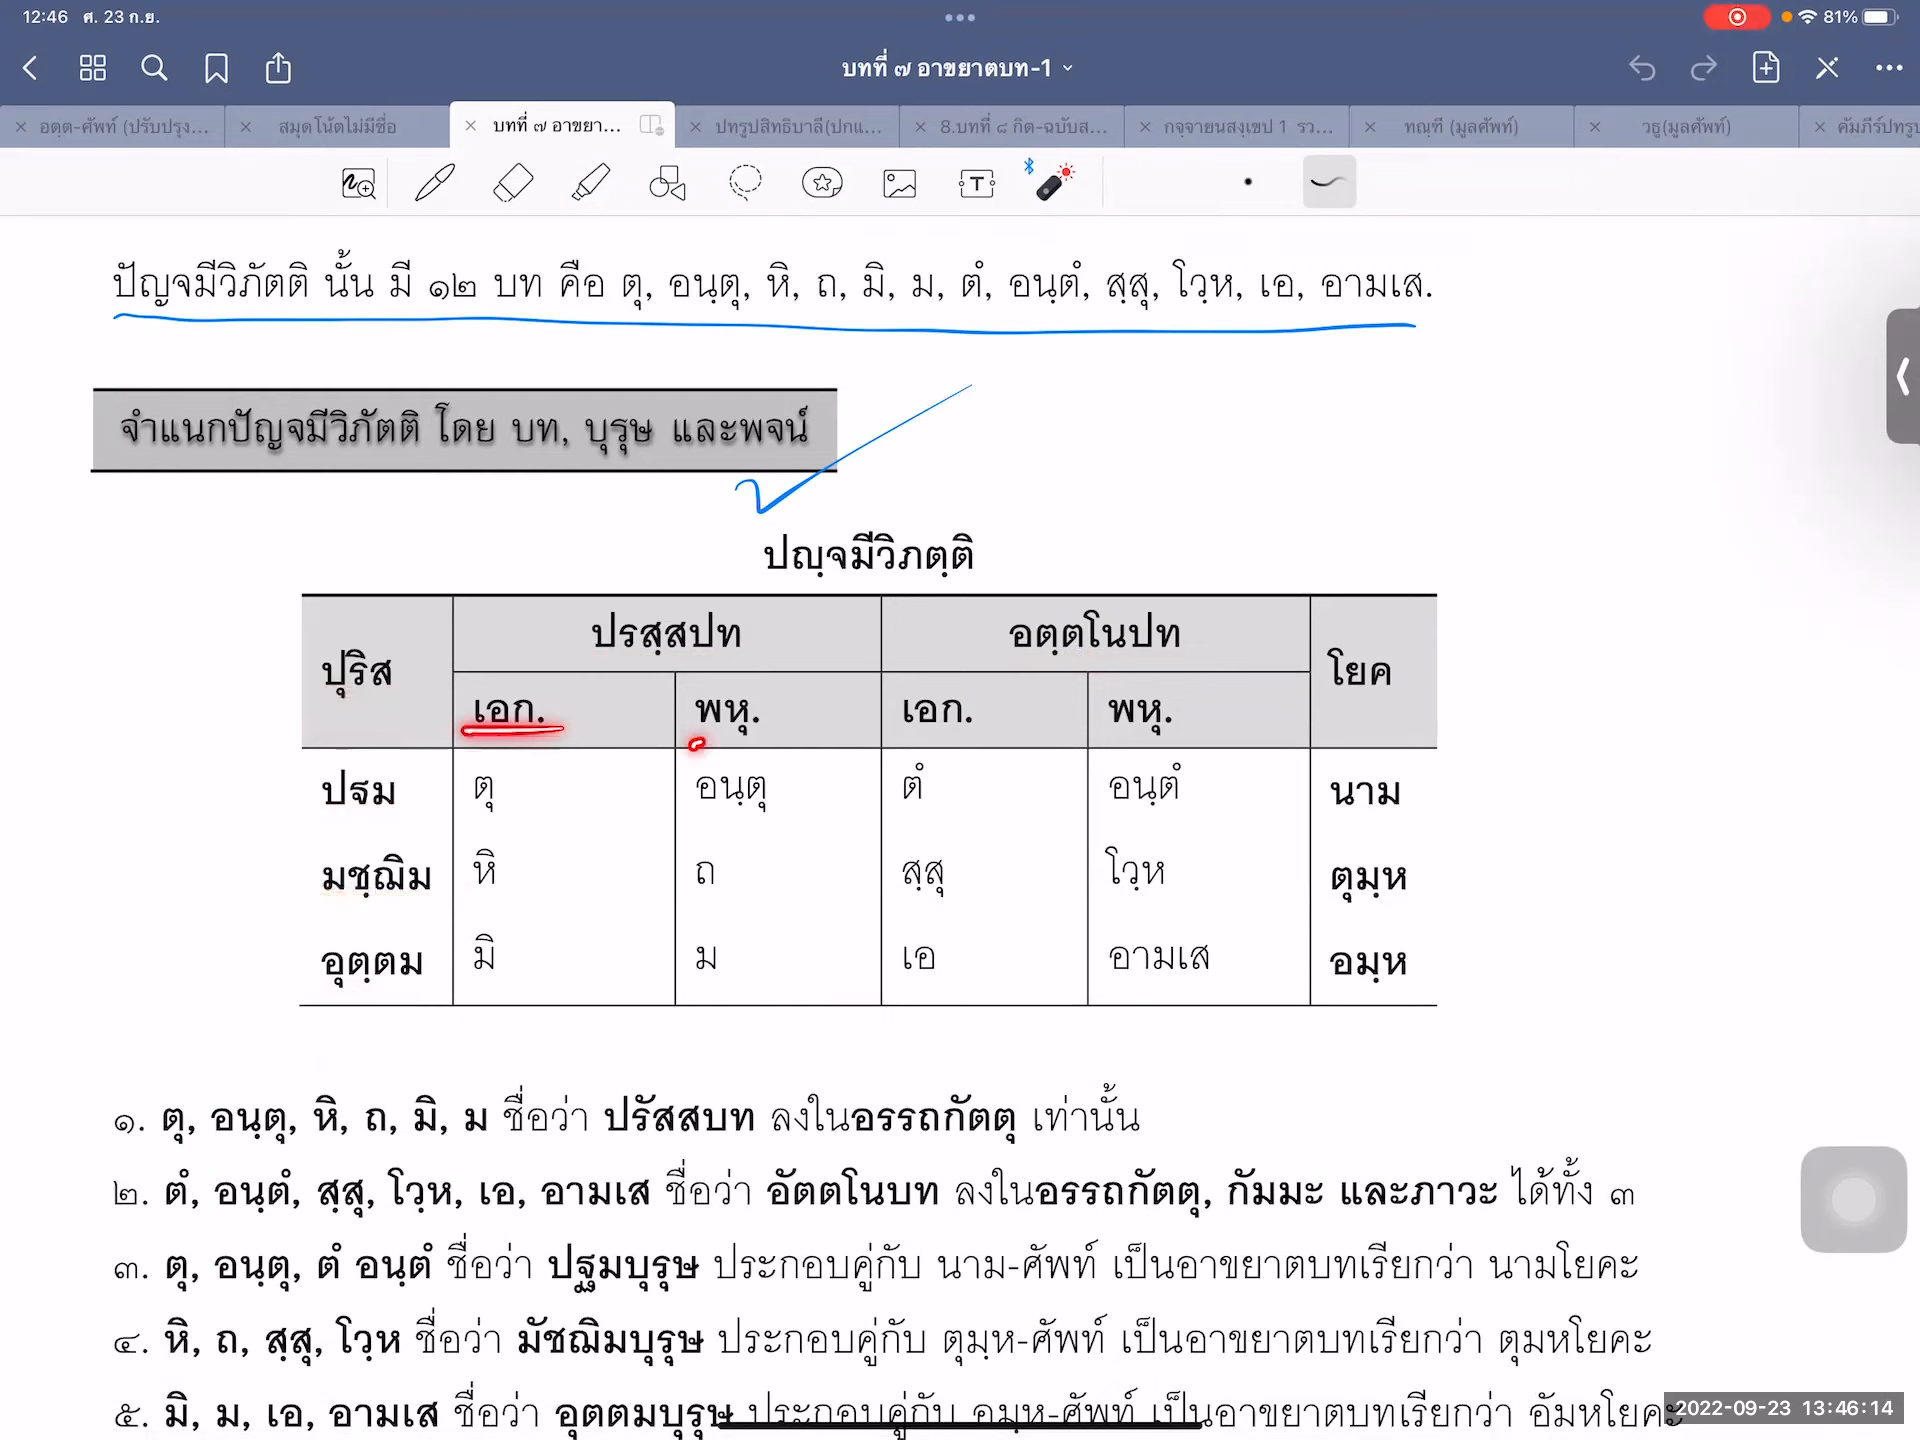 12:46 ศ. 23 ก.ย.
81%
บทที่ ๗ อาขยาตบท-1
อตฺต-ศัพท์ (ปรับปรุง...
สมุดโน้ตไม่มีชื่อ
บทที่ ๗ อาขยา...
ปทรูปสิทธิบาลี(ปกแ...
8.บทที่ ๘ กิต-ฉบับส...
กจฺจายนสงฺเขป 1 รว...
ทณฺฑี (มูลศัพท์)
วธู(มูลศัพท์)
คัมภีร์ปทรูป
ปัญจมีวิภัตติ นั้น มี ๑๒ บท คือ ตุ, อนฺตุ, หิ, ถ, มิ, ม, ตํ, อนฺตํ, สฺสุ, โวฺห, เอ, อามเส.
จำแนกปัญจมีวิภัตติ โดย บท, บุรุษ และพจน์
ปญฺจมีวิภตฺติ
ปุริส ปรสฺสปท อตฺตโนปท โยค
เอก. พหุ. เอก. พหุ.
ปฐม ตุ อนฺตุ ตํ อนฺตํ นาม
มชฺฌิม หิ ถ สฺสุ โวฺห ตุมฺห
อุตฺตม มิ ม เอ อามเส อมฺห
๑. ตุ, อนฺตุ, หิ, ถ, มิ, ม ชื่อว่า ปรัสสบท ลงในอรรถกัตตุ เท่านั้น
๒. ตํ, อนฺตํ, สฺสุ, โวฺห, เอ, อามเส ชื่อว่า อัตตโนบท ลงในอรรถกัตตุ, กัมมะ และภาวะ ได้ทั้ง ๓
๓. ตุ, อนฺตุ, ตํ อนฺตํ ชื่อว่า ปฐมบุรุษ ประกอบคู่กับ นาม-ศัพท์ เป็นอาขยาตบทเรียกว่า นามโยคะ
๔. หิ, ถ, สฺสุ, โวฺห ชื่อว่า มัชฌิมบุรุษ ประกอบคู่กับ ตุมฺห-ศัพท์ เป็นอาขยาตบทเรียกว่า ตุมหโยคะ
๕. มิ, ม, เอ, อามเส ชื่อว่า อุตตมบุรุษ ประกอบคู่กับ อมฺห-ศัพท์ เป็นอาขยาตบทเรียกว่า อัมหโยคะ
2022-09-23 13:46:14